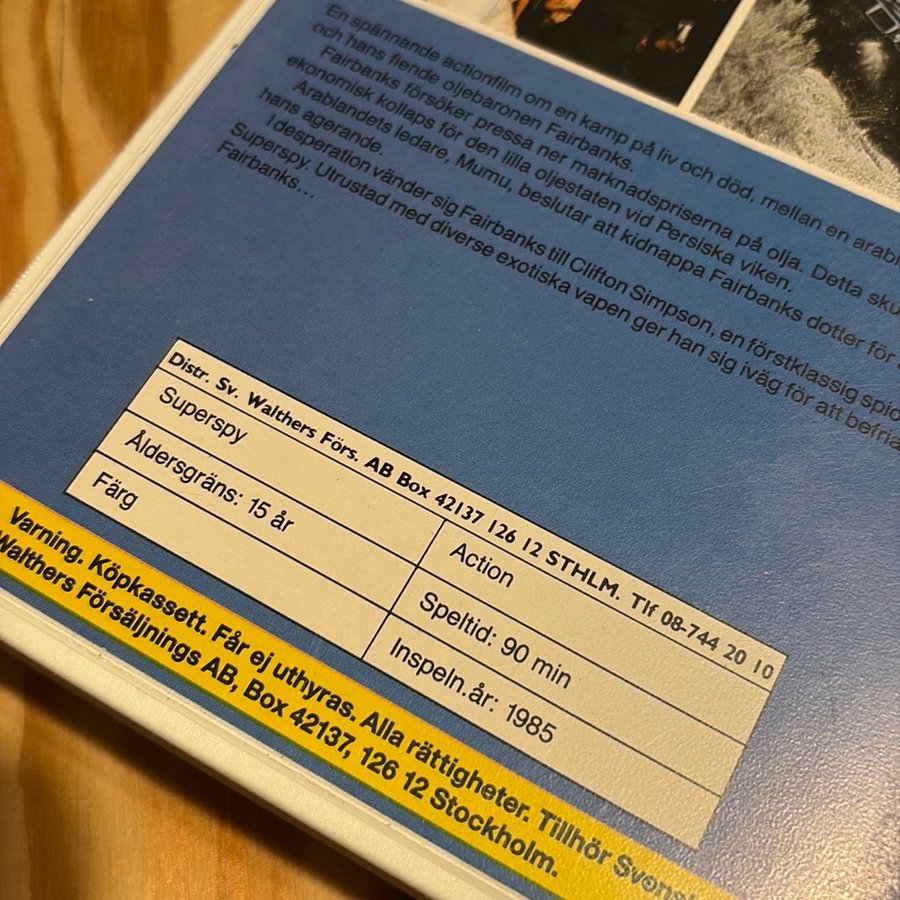 En spännande actionfilm om en kamp på liv och död, mellan en
och hans fiende oljebaronen Fairbanks.
Fairbanks försöker pressa ner marknadspriserna på olja. Detta
ekonomisk kollaps för den lilla oljestaten vid Persiska viken.
Arablandets ledare, Mumu, beslutar att kidnappa Fairbanks dotter för
hans agerande.
I desperation vänder sig Fairbanks till Clifton Simpson, en förstklassig
Superspy. Utrustad med diverse exotiska vapen ger han sig iväg för att befria
Fairbanks...
Distr. Sv. Walthers Förs. AB Box 42137 126 12 STHLM. Tlf 08-744 20 10
Superspy
Action
Åldersgräns: 15 år
Speltid: 90 min
Färg
Inspeln.år: 1985
Varning. Köpkassett. Får ej uthyras. Alla rättigheter. Tillhör
Walthers Försäljnings AB, Box 42137, 126 12 Stockholm.